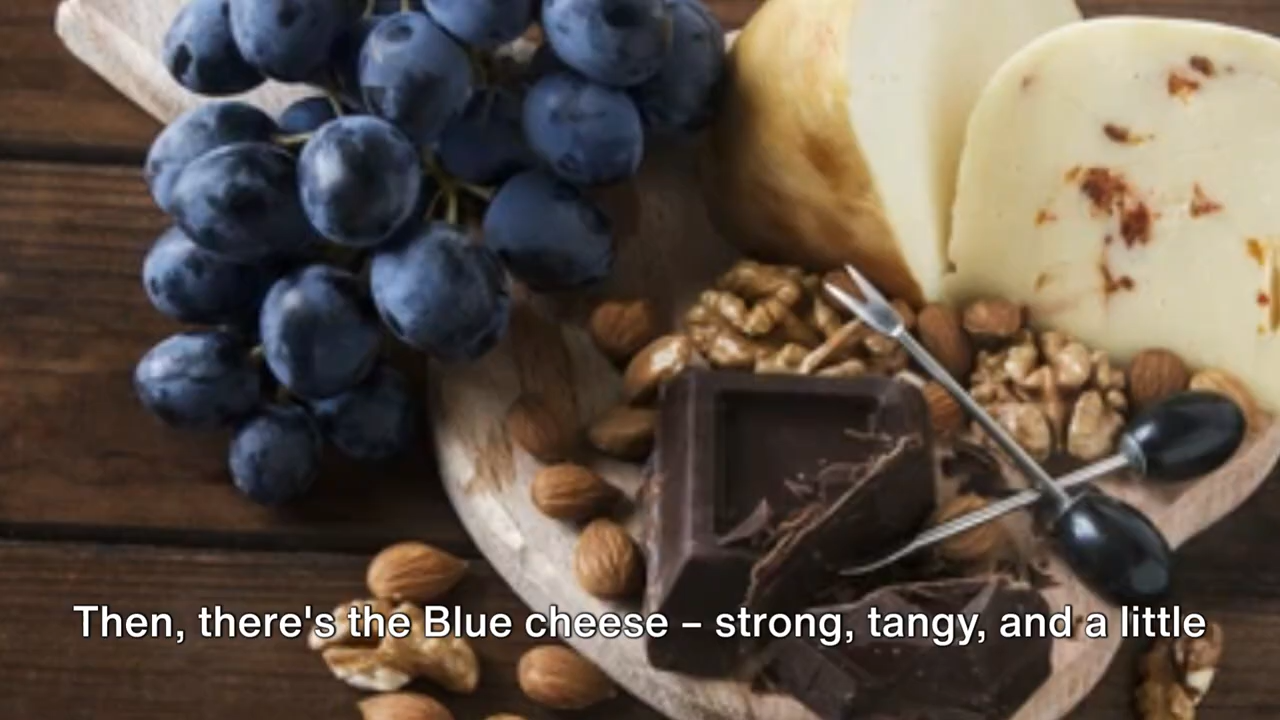 Then, there's the Blue cheese – strong, tangy, and a little